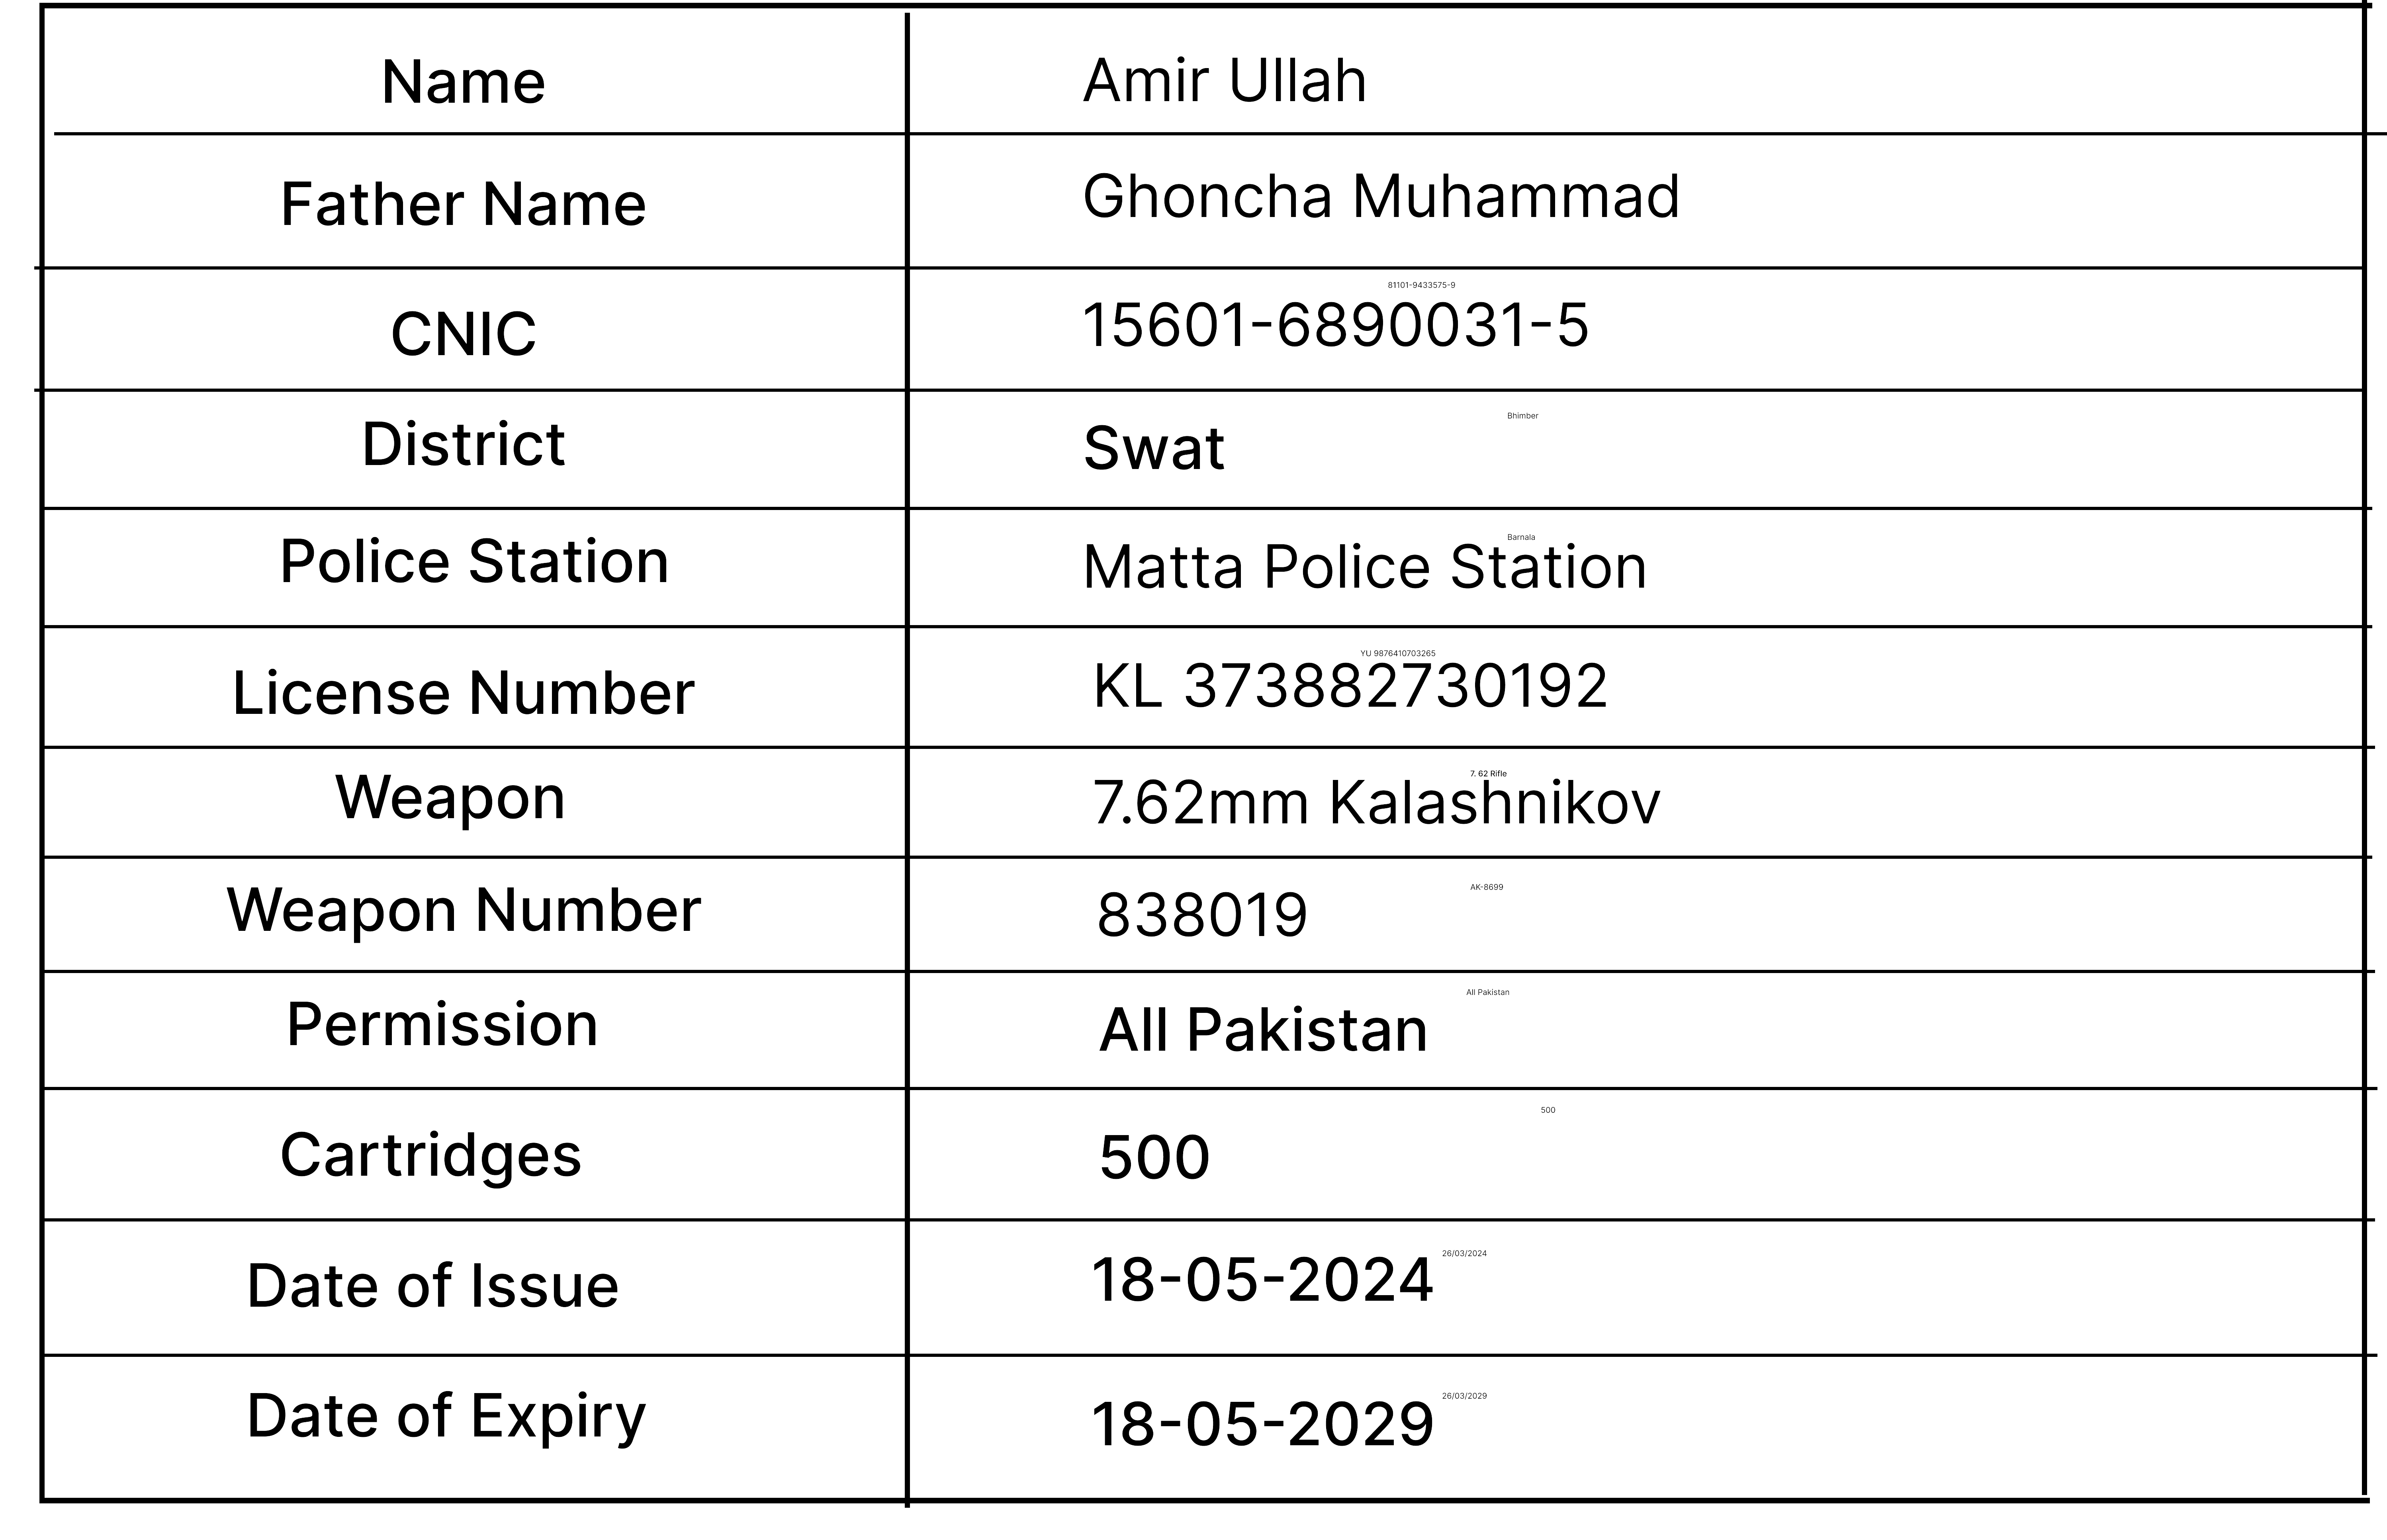 Name Amir Ullah
Father Name Ghoncha Muhammad
81101-9433575-9
CNIC 15601-6890031-5
Bhimber
District Swat
Barnala
Police Station Matta Police Station
YU 9876410703265
License Number KL 373882730192
7. 62 Rifle
Weapon 7.62mm Kalashnikov
AK-8699
Weapon Number 838019
All Pakistan
Permission All Pakistan
500
Cartridges 500
26/03/2024
Date of Issue 18-05-2024
26/03/2029
Date of Expiry 18-05-2029